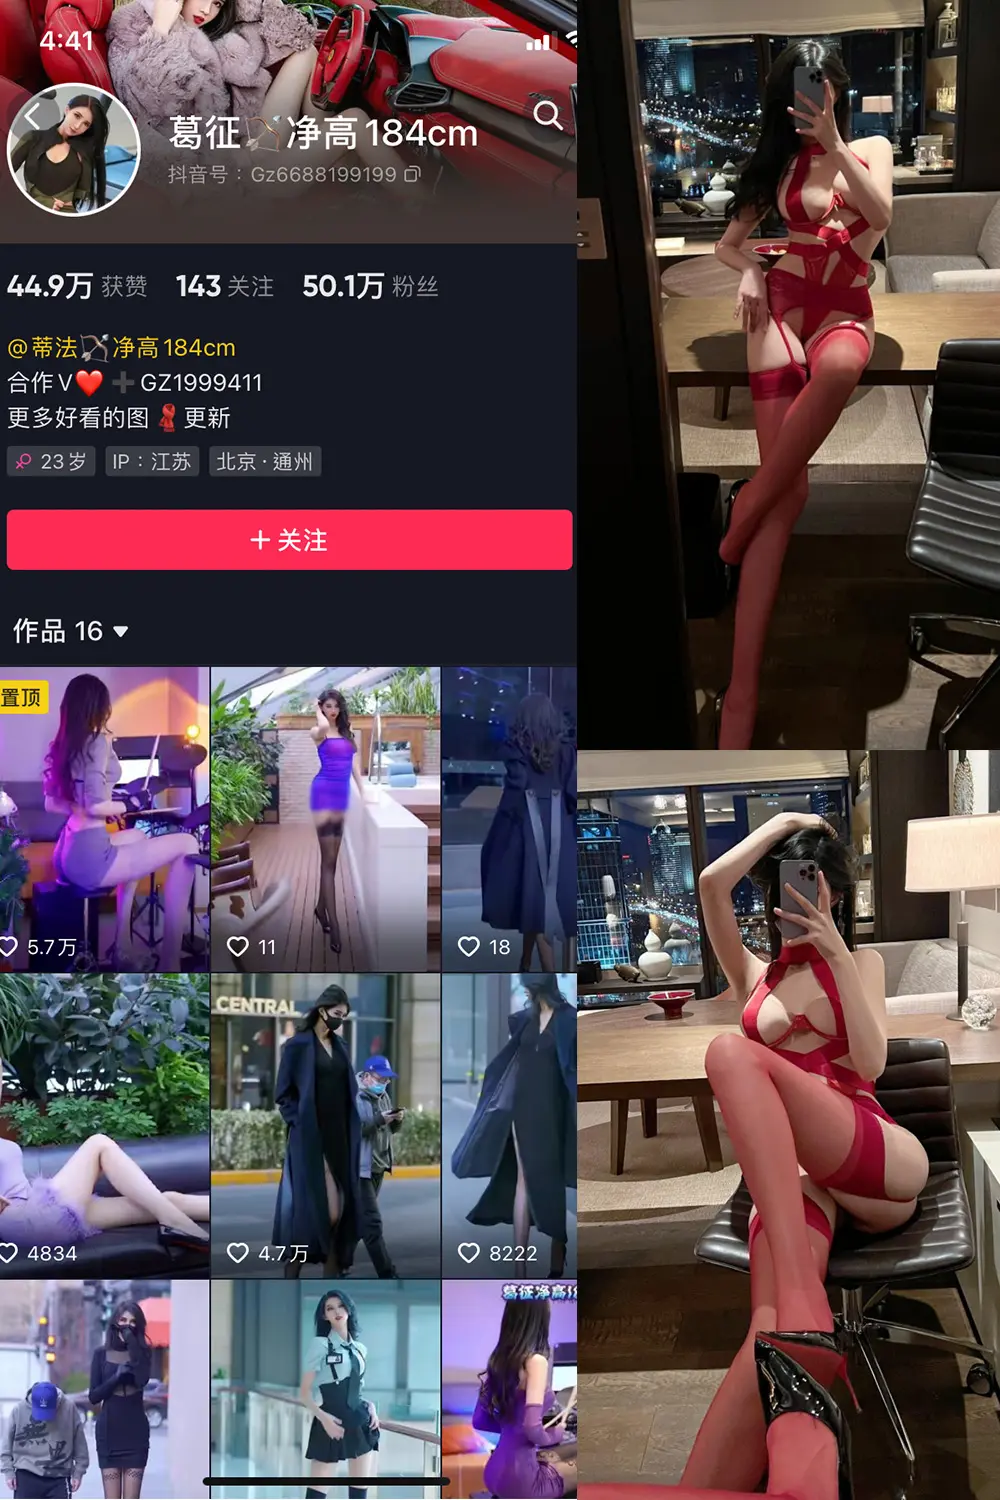 4:41
葛征🏹净高184cm
抖音号：Gz6688199199
44.9万 获赞 143 关注 50.1万 粉丝
@蒂法🏹净高184cm
合作V❤️➕GZ1999411
更多好看的图🧣更新
23岁 IP：江苏 北京·通州
+关注
作品 16
置顶
5.7万 11 18
CENTRAL
4834 4.7万 8222
葛征净高